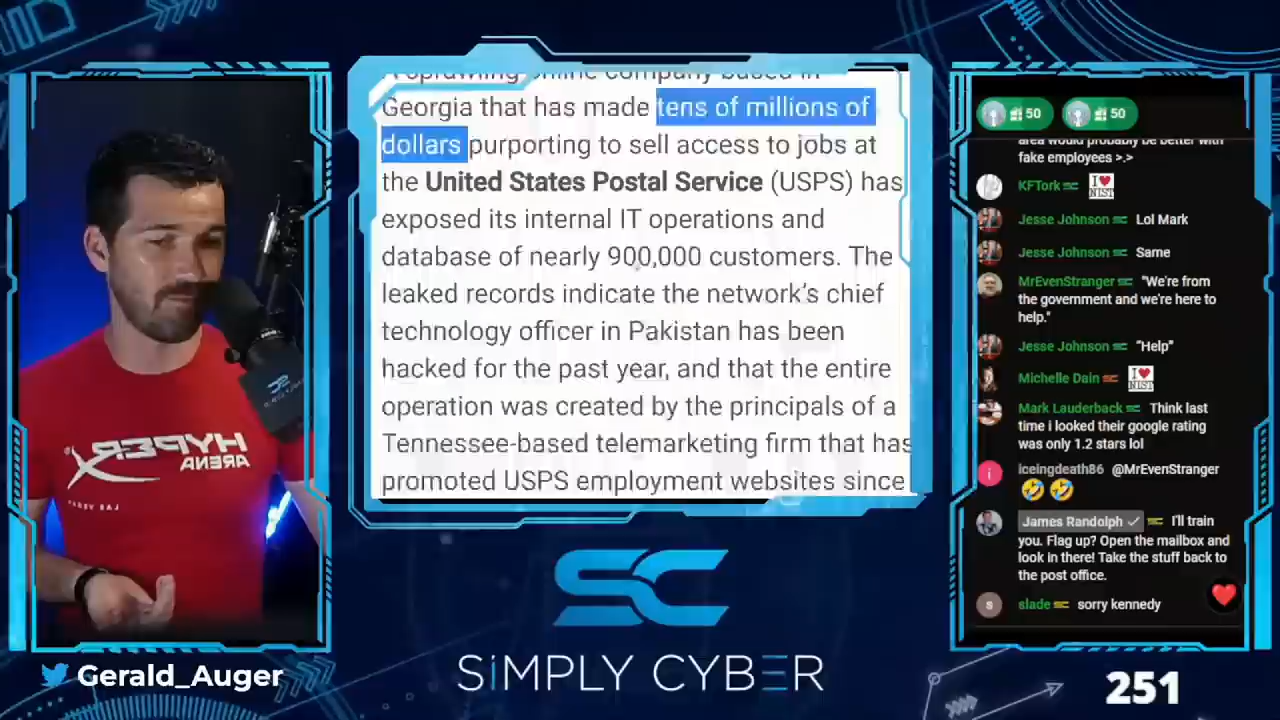 Georgia that has made tens of millions of
dollars purporting to sell access to jobs at
the United States Postal Service (USPS) has
exposed its internal IT operations and
database of nearly 900,000 customers. The
leaked records indicate the network's chief
technology officer in Pakistan has been
hacked for the past year, and that the entire
operation was created by the principals of a
Tennessee-based telemarketing firm that has
promoted USPS employment websites since
HYPER
ARENA
SC
SiMPLY CYBER
Gerald_Auger
50
50
area would probably be better with
fake employees >.>
KFTork I ♥ NIST
Jesse Johnson Lol Mark
Jesse Johnson Same
MrEvenStranger "We're from
the government and we're here to
help."
Jesse Johnson "Help"
Michelle Dain I ♥ NIST
Mark Lauderback Think last
time i looked their google rating
was only 1.2 stars lol
i
iceingdeath86 @MrEvenStranger
🤣 🤣
James Randolph ✓ I'll train
you. Flag up? Open the mailbox and
look in there! Take the stuff back to
the post office.
s
slade sorry kennedy
251